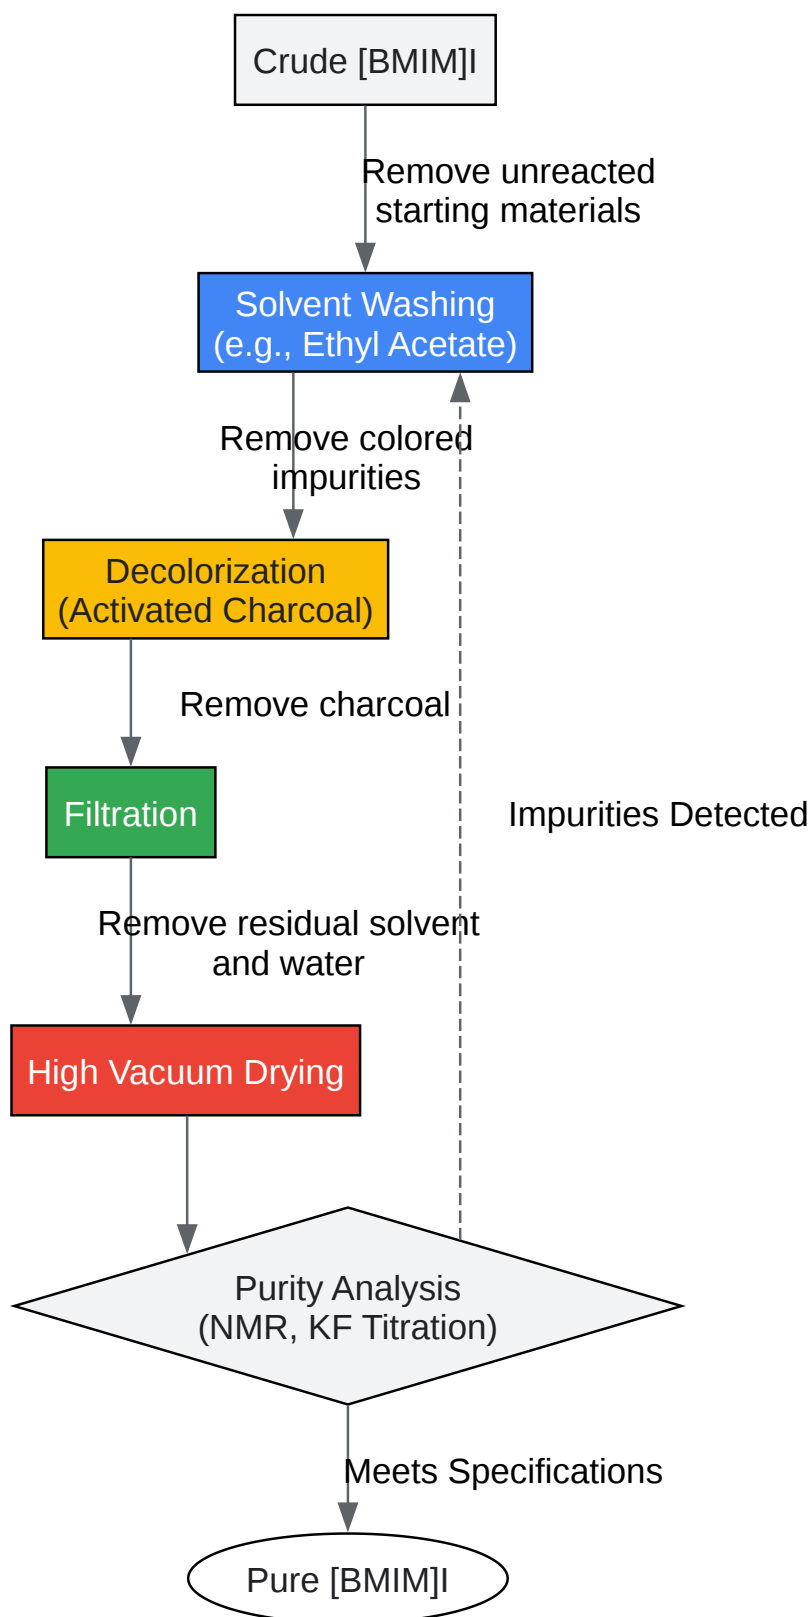 Crude [BMIM]I
Remove unreacted
starting materials
Solvent Washing
(e.g., Ethyl Acetate)
Remove colored
impurities
Decolorization
(Activated Charcoal)
Remove charcoal
Filtration
Impurities Detected
Remove residual solvent
and water
High Vacuum Drying
Purity Analysis
(NMR, KF Titration)
Meets Specifications
Pure [BMIM]I